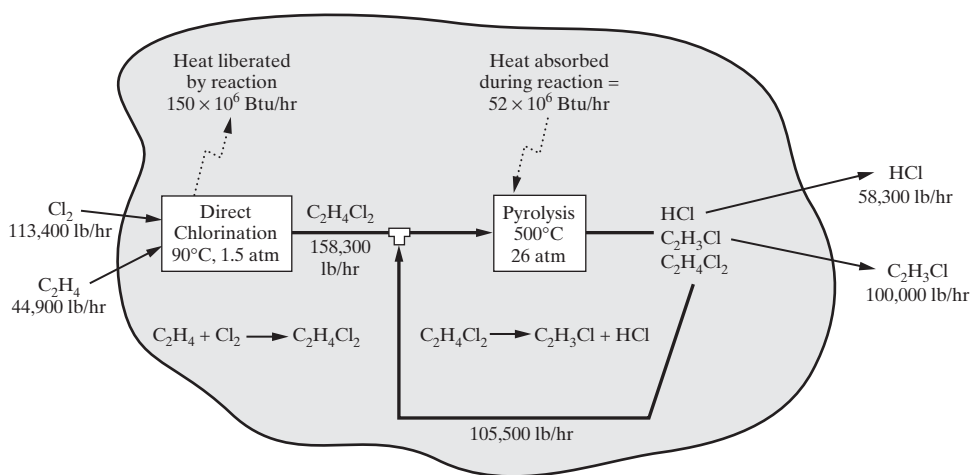 Heat liberated
by reaction
150 × 10⁶ Btu/hr
Heat absorbed
during reaction =
52 × 10⁶ Btu/hr
Cl₂
113,400 lb/hr
C₂H₄
44,900 lb/hr
Direct
Chlorination
90°C, 1.5 atm
C₂H₄Cl₂
158,300
lb/hr
Pyrolysis
500°C
26 atm
HCl
C₂H₃Cl
C₂H₄Cl₂
HCl
58,300 lb/hr
C₂H₃Cl
100,000 lb/hr
C₂H₄ + Cl₂ → C₂H₄Cl₂
C₂H₄Cl₂ → C₂H₃Cl + HCl
105,500 lb/hr